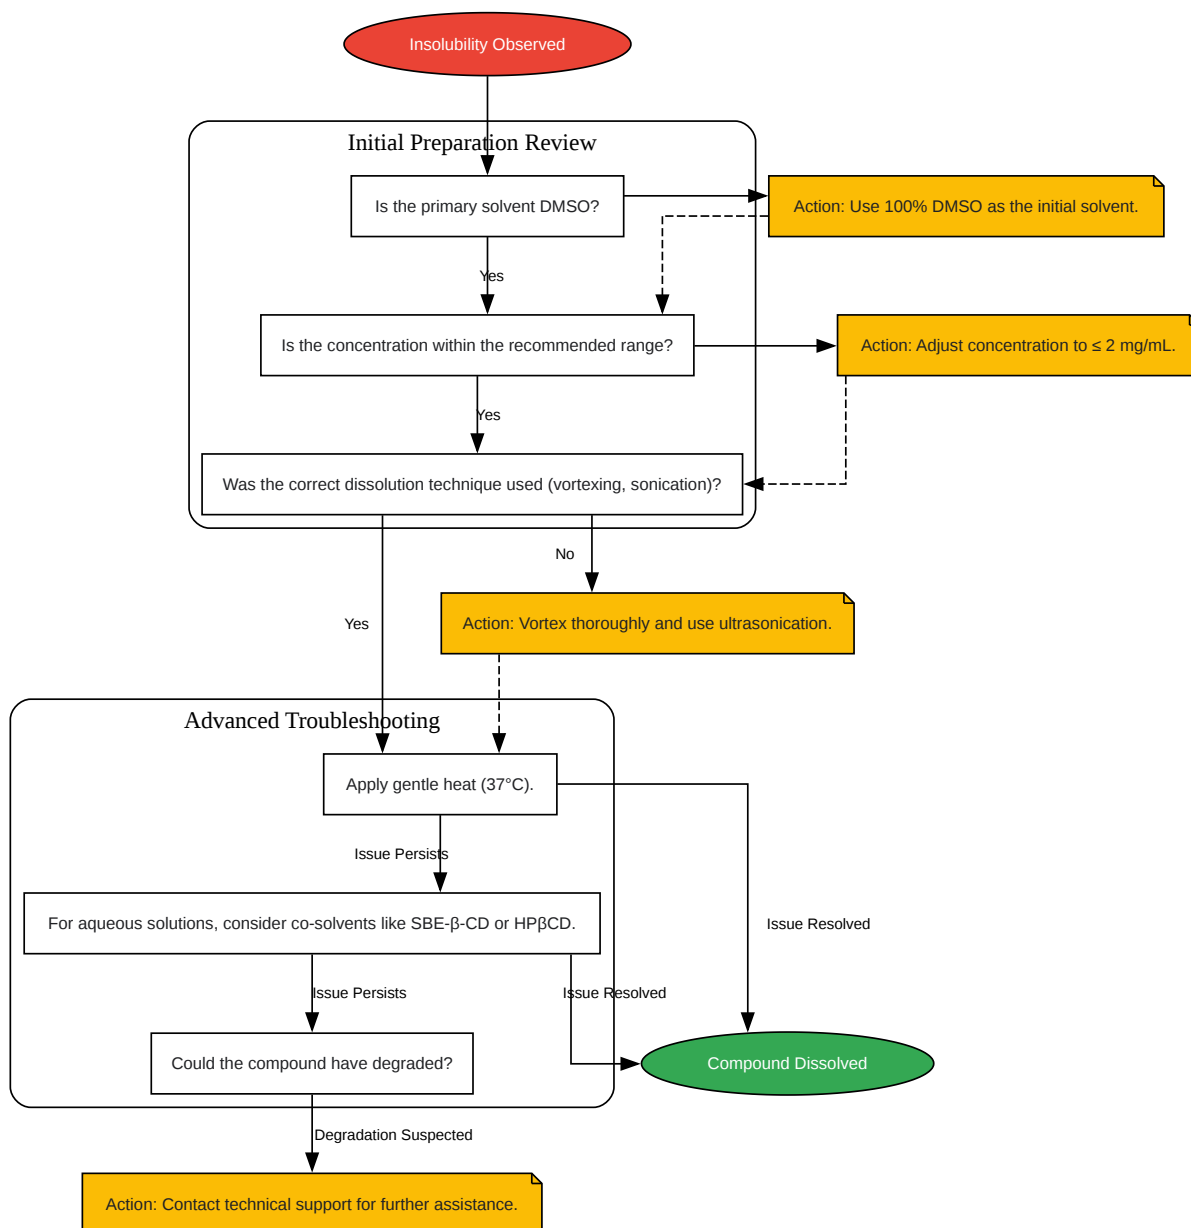 Insolubility Observed
Initial Preparation Review
Is the primary solvent DMSO?
Action: Use 100% DMSO as the initial solvent.
Yes
Is the concentration within the recommended range?
Action: Adjust concentration to ≤ 2 mg/mL.
Yes
Was the correct dissolution technique used (vortexing, sonication)?
No
Yes
Action: Vortex thoroughly and use ultrasonication.
Advanced Troubleshooting
Apply gentle heat (37°C).
Issue Persists
For aqueous solutions, consider co-solvents like SBE-β-CD or HPβCD.
Issue Resolved
Issue Persists
Issue Resolved
Could the compound have degraded?
Compound Dissolved
Degradation Suspected
Action: Contact technical support for further assistance.